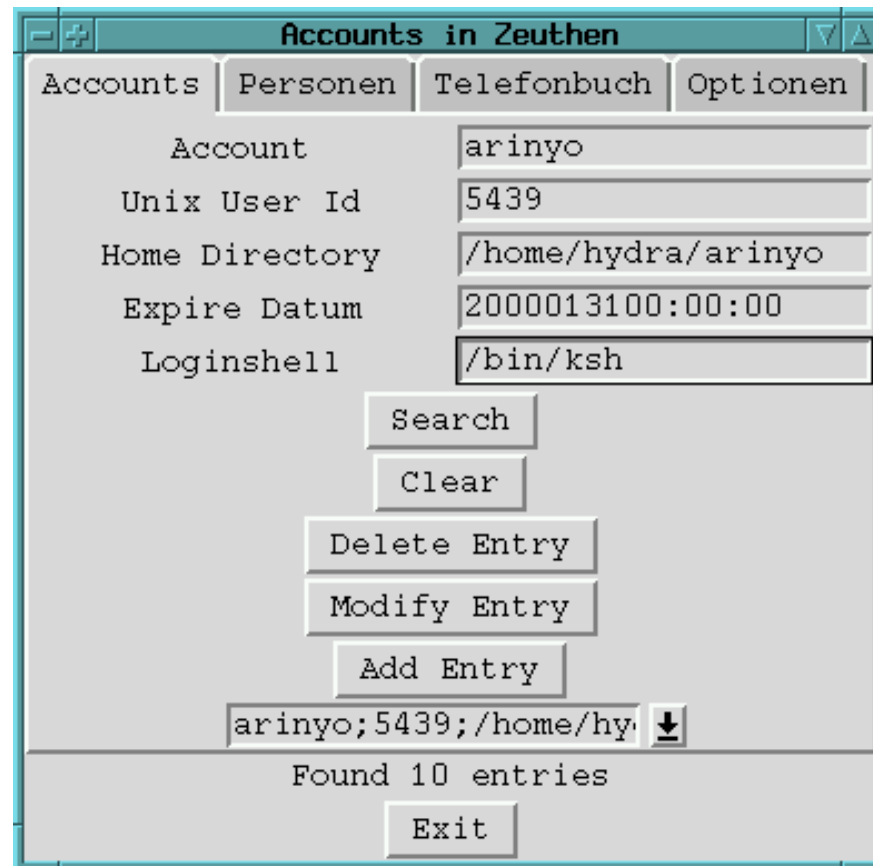 Accounts in Zeuthen
Accounts Personen Telefonbuch Optionen
Account arinyo
Unix User Id 5439
Home Directory /home/hydra/arinyo
Expire Datum 2000013100:00:00
Loginshell /bin/ksh
Search
Clear
Delete Entry
Modify Entry
Add Entry
arinyo;5439;/home/hy
Found 10 entries
Exit